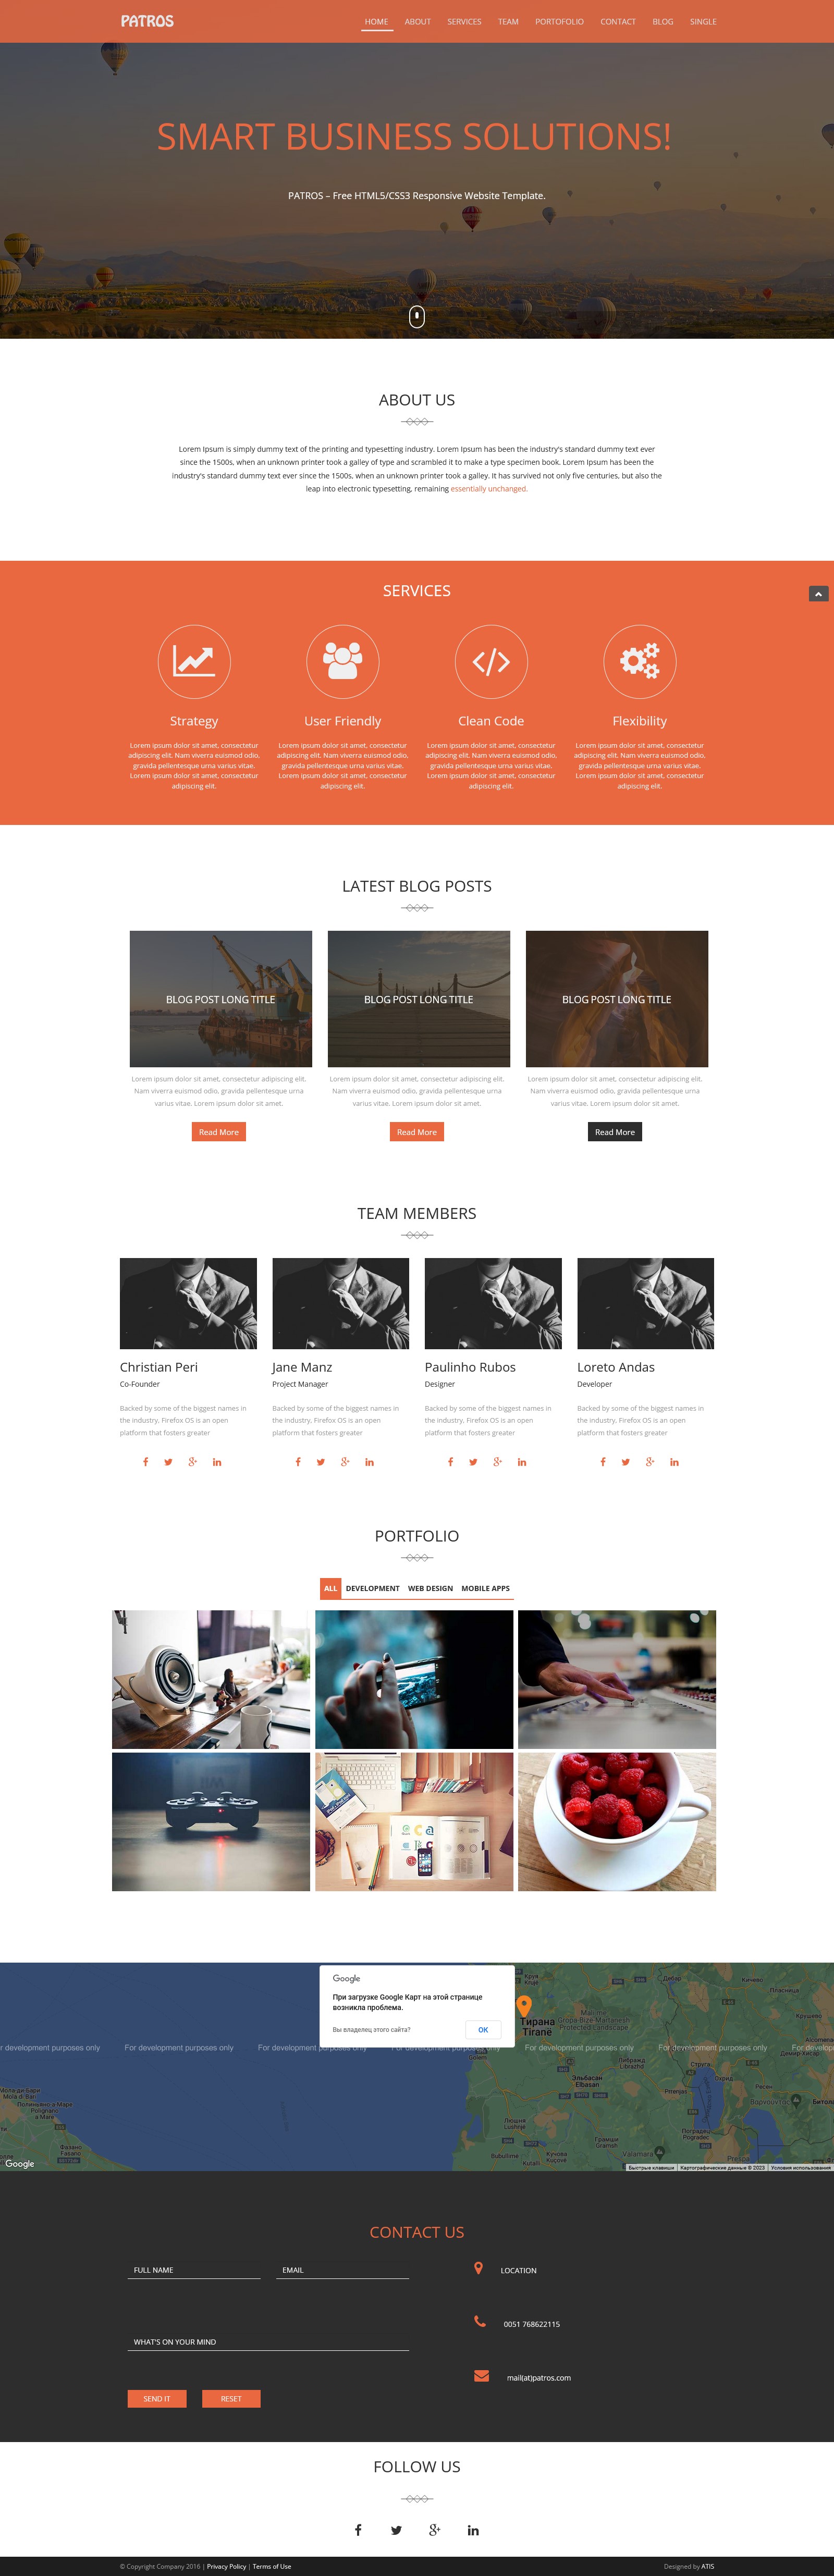 PATROS
HOME ABOUT SERVICES TEAM PORTOFOLIO CONTACT BLOG SINGLE
SMART BUSINESS SOLUTIONS!
PATROS – Free HTML5/CSS3 Responsive Website Template.
ABOUT US
Lorem Ipsum is simply dummy text of the printing and typesetting industry. Lorem Ipsum has been the industry's standard dummy text ever
since the 1500s, when an unknown printer took a galley of type and scrambled it to make a type specimen book. Lorem Ipsum has been the
industry's standard dummy text ever since the 1500s, when an unknown printer took a galley. It has survived not only five centuries, but also the
leap into electronic typesetting, remaining essentially unchanged.
SERVICES
Strategy
Lorem ipsum dolor sit amet, consectetur
adipiscing elit. Nam viverra euismod odio,
gravida pellentesque urna varius vitae.
Lorem ipsum dolor sit amet, consectetur
adipiscing elit.
User Friendly
Lorem ipsum dolor sit amet, consectetur
adipiscing elit. Nam viverra euismod odio,
gravida pellentesque urna varius vitae.
Lorem ipsum dolor sit amet, consectetur
adipiscing elit.
Clean Code
Lorem ipsum dolor sit amet, consectetur
adipiscing elit. Nam viverra euismod odio,
gravida pellentesque urna varius vitae.
Lorem ipsum dolor sit amet, consectetur
adipiscing elit.
Flexibility
Lorem ipsum dolor sit amet, consectetur
adipiscing elit. Nam viverra euismod odio,
gravida pellentesque urna varius vitae.
Lorem ipsum dolor sit amet, consectetur
adipiscing elit.
LATEST BLOG POSTS
BLOG POST LONG TITLE
Lorem ipsum dolor sit amet, consectetur adipiscing elit.
Nam viverra euismod odio, gravida pellentesque urna
varius vitae. Lorem ipsum dolor sit amet.
Read More
BLOG POST LONG TITLE
Lorem ipsum dolor sit amet, consectetur adipiscing elit.
Nam viverra euismod odio, gravida pellentesque urna
varius vitae. Lorem ipsum dolor sit amet.
Read More
BLOG POST LONG TITLE
Lorem ipsum dolor sit amet, consectetur adipiscing elit.
Nam viverra euismod odio, gravida pellentesque urna
varius vitae. Lorem ipsum dolor sit amet.
Read More
TEAM MEMBERS
Christian Peri
Co-Founder
Backed by some of the biggest names in
the industry, Firefox OS is an open
platform that fosters greater
Jane Manz
Project Manager
Backed by some of the biggest names in
the industry, Firefox OS is an open
platform that fosters greater
Paulinho Rubos
Designer
Backed by some of the biggest names in
the industry, Firefox OS is an open
platform that fosters greater
Loreto Andas
Developer
Backed by some of the biggest names in
the industry, Firefox OS is an open
platform that fosters greater
PORTFOLIO
ALL DEVELOPMENT WEB DESIGN MOBILE APPS
Google
При загрузке Google Карт на этой странице
возникла проблема.
Вы владелец этого сайта?
OK
Тирана
Tiranë
For development purposes only
For development purposes only
For development purposes only
For development purposes only
Эльбасан
Elbasan
Google
Быстрые клавиши
Картографические данные © 2023
Условия использования
CONTACT US
FULL NAME
EMAIL
WHAT'S ON YOUR MIND
SEND IT
RESET
LOCATION
0051 768622115
mail(at)patros.com
FOLLOW US
© Copyright Company 2016 | Privacy Policy | Terms of Use
Designed by ATIS